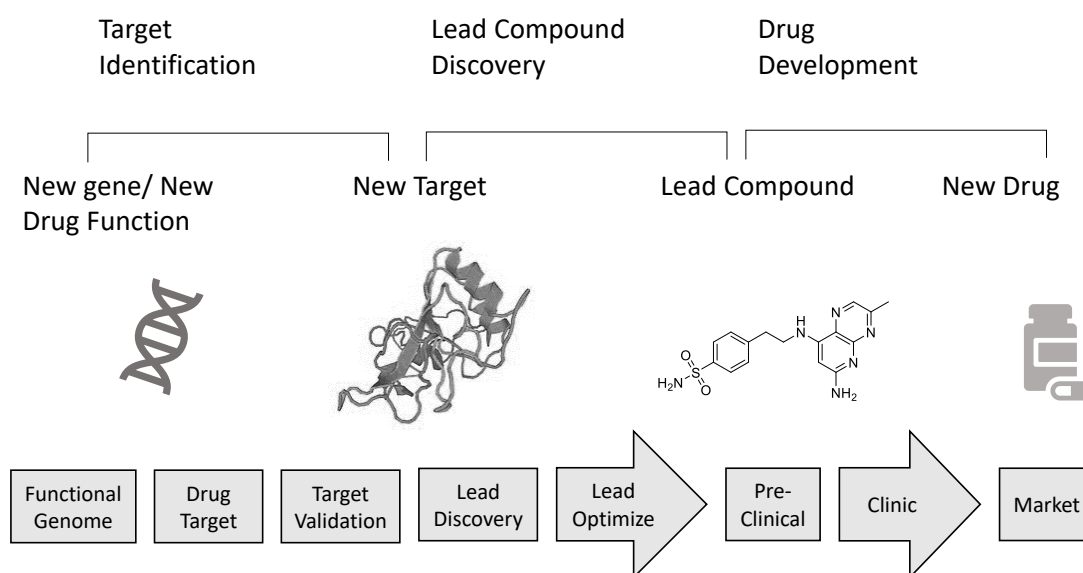 Target
Identification
Lead Compound
Discovery
Drug
Development
New gene/ New
Drug Function
New Target
Lead Compound
New Drug
H
N
N
N
N
O
S
O
H₂N
NH₂
Functional
Genome
Drug
Target
Target
Validation
Lead
Discovery
Lead
Optimize
Pre-
Clinical
Clinic
Market